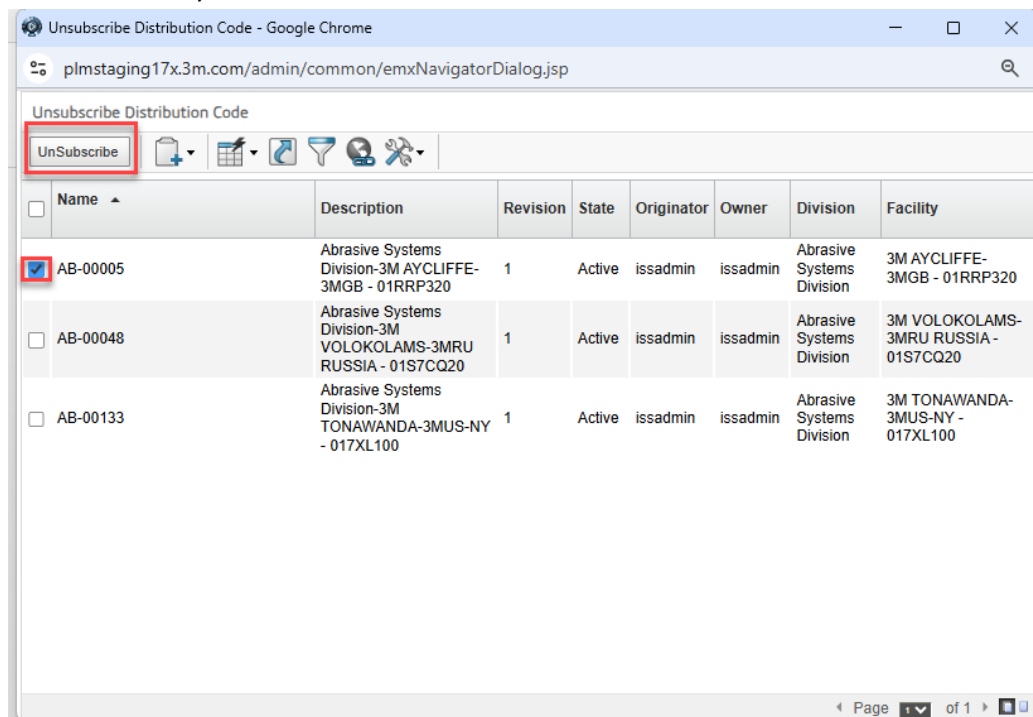 Unsubscribe Distribution Code - Google Chrome
plmstaging17x.3m.com/admin/common/emxNavigatorDialog.jsp
Unsubscribe Distribution Code
UnSubscribe
Name Description Revision State Originator Owner Division Facility
AB-00005
Abrasive Systems
Division-3M AYCLIFFE-
3MGB - 01RRP320
1 Active issadmin issadmin
Abrasive
Systems
Division
3M AYCLIFFE-
3MGB - 01RRP320
AB-00048
Abrasive Systems
Division-3M
VOLOKOLAMS-3MRU
RUSSIA - 01S7CQ20
1 Active issadmin issadmin
Abrasive
Systems
Division
3M VOLOKOLAMS-
3MRU RUSSIA -
01S7CQ20
AB-00133
Abrasive Systems
Division-3M
TONAWANDA-3MUS-NY
- 017XL100
1 Active issadmin issadmin
Abrasive
Systems
Division
3M TONAWANDA-
3MUS-NY -
017XL100
Page 1 of 1